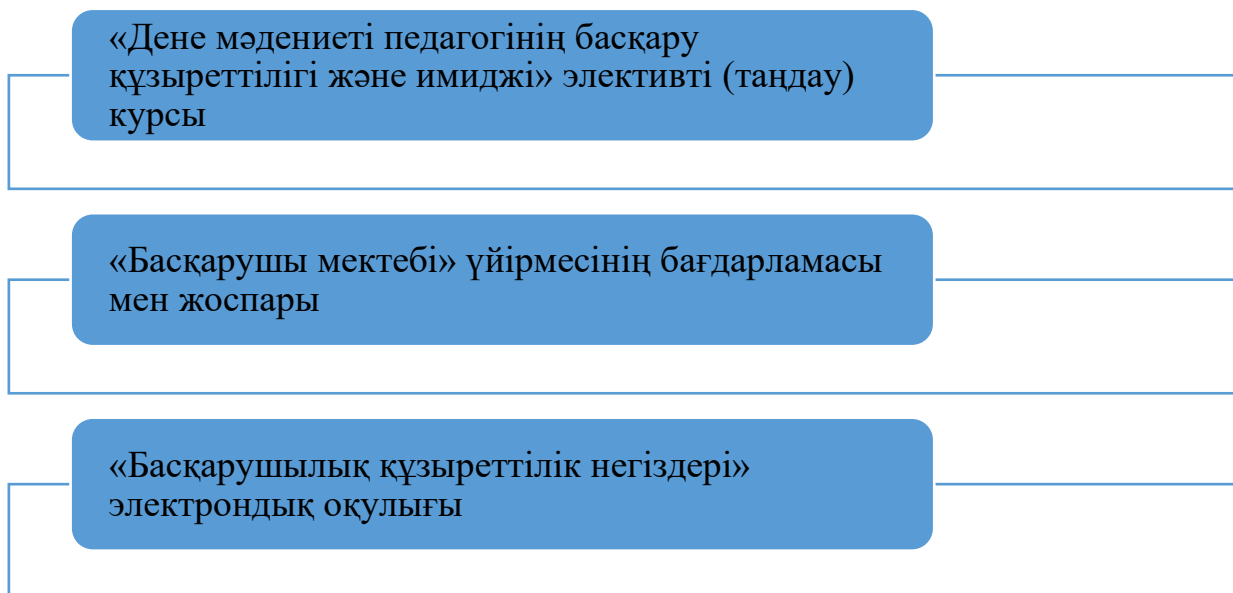 «Дене мәдениеті педагогінің басқару
құзыреттілігі және имиджі» элективті (таңдау)
курсы
«Басқарушы мектебі» үйірмесінің бағдарламасы
мен жоспары
«Басқарушылық құзыреттілік негіздері»
электрондық оқулығы